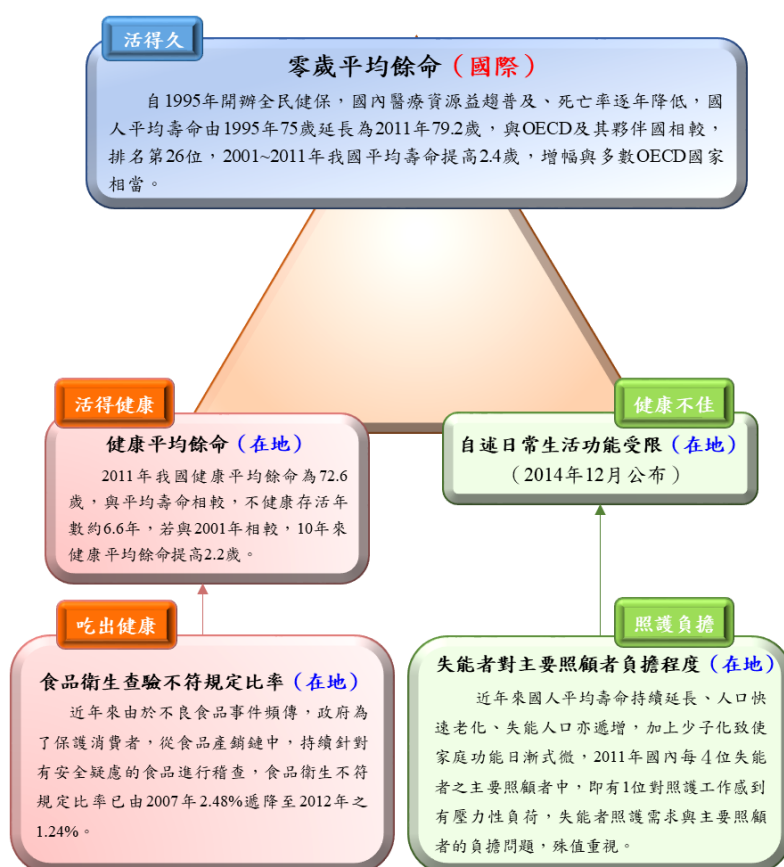 活得久
零歲平均餘命（國際）
自1995年開辦全民健保，國內醫療資源益趨普及、死亡率逐年降低，國
人平均壽命由1995年75歲延長為2011年79.2歲，與OECD及其夥伴國相較，
排名第26位，2001~2011年我國平均壽命提高2.4歲，增幅與多數OECD國家
相當。
活得健康
健康平均餘命（在地）
2011年我國健康平均餘命為72.6
歲，與平均壽命相較，不健康存活年
數約6.6年，若與2001年相較，10年來
健康平均餘命提高2.2歲。
健康不佳
自述日常生活功能受限（在地）
（2014年12月公布）
吃出健康
食品衛生查驗不符規定比率（在地）
近年來由於不良食品事件頻傳，政府為
了保護消費者，從食品產銷鏈中，持續針對
有安全疑慮的食品進行稽查，食品衛生不符
規定比率已由2007年2.48%遞降至2012年之
1.24%。
照護負擔
失能者對主要照顧者負擔程度（在地）
近年來國人平均壽命持續延長、人口快
速老化、失能人口亦遞增，加上少子化致使
家庭功能日漸式微，2011年國內每4位失能
者之主要照顧者中，即有1位對照護工作感到
有壓力性負荷，失能者照護需求與主要照顧
者的負擔問題，殊值重視。